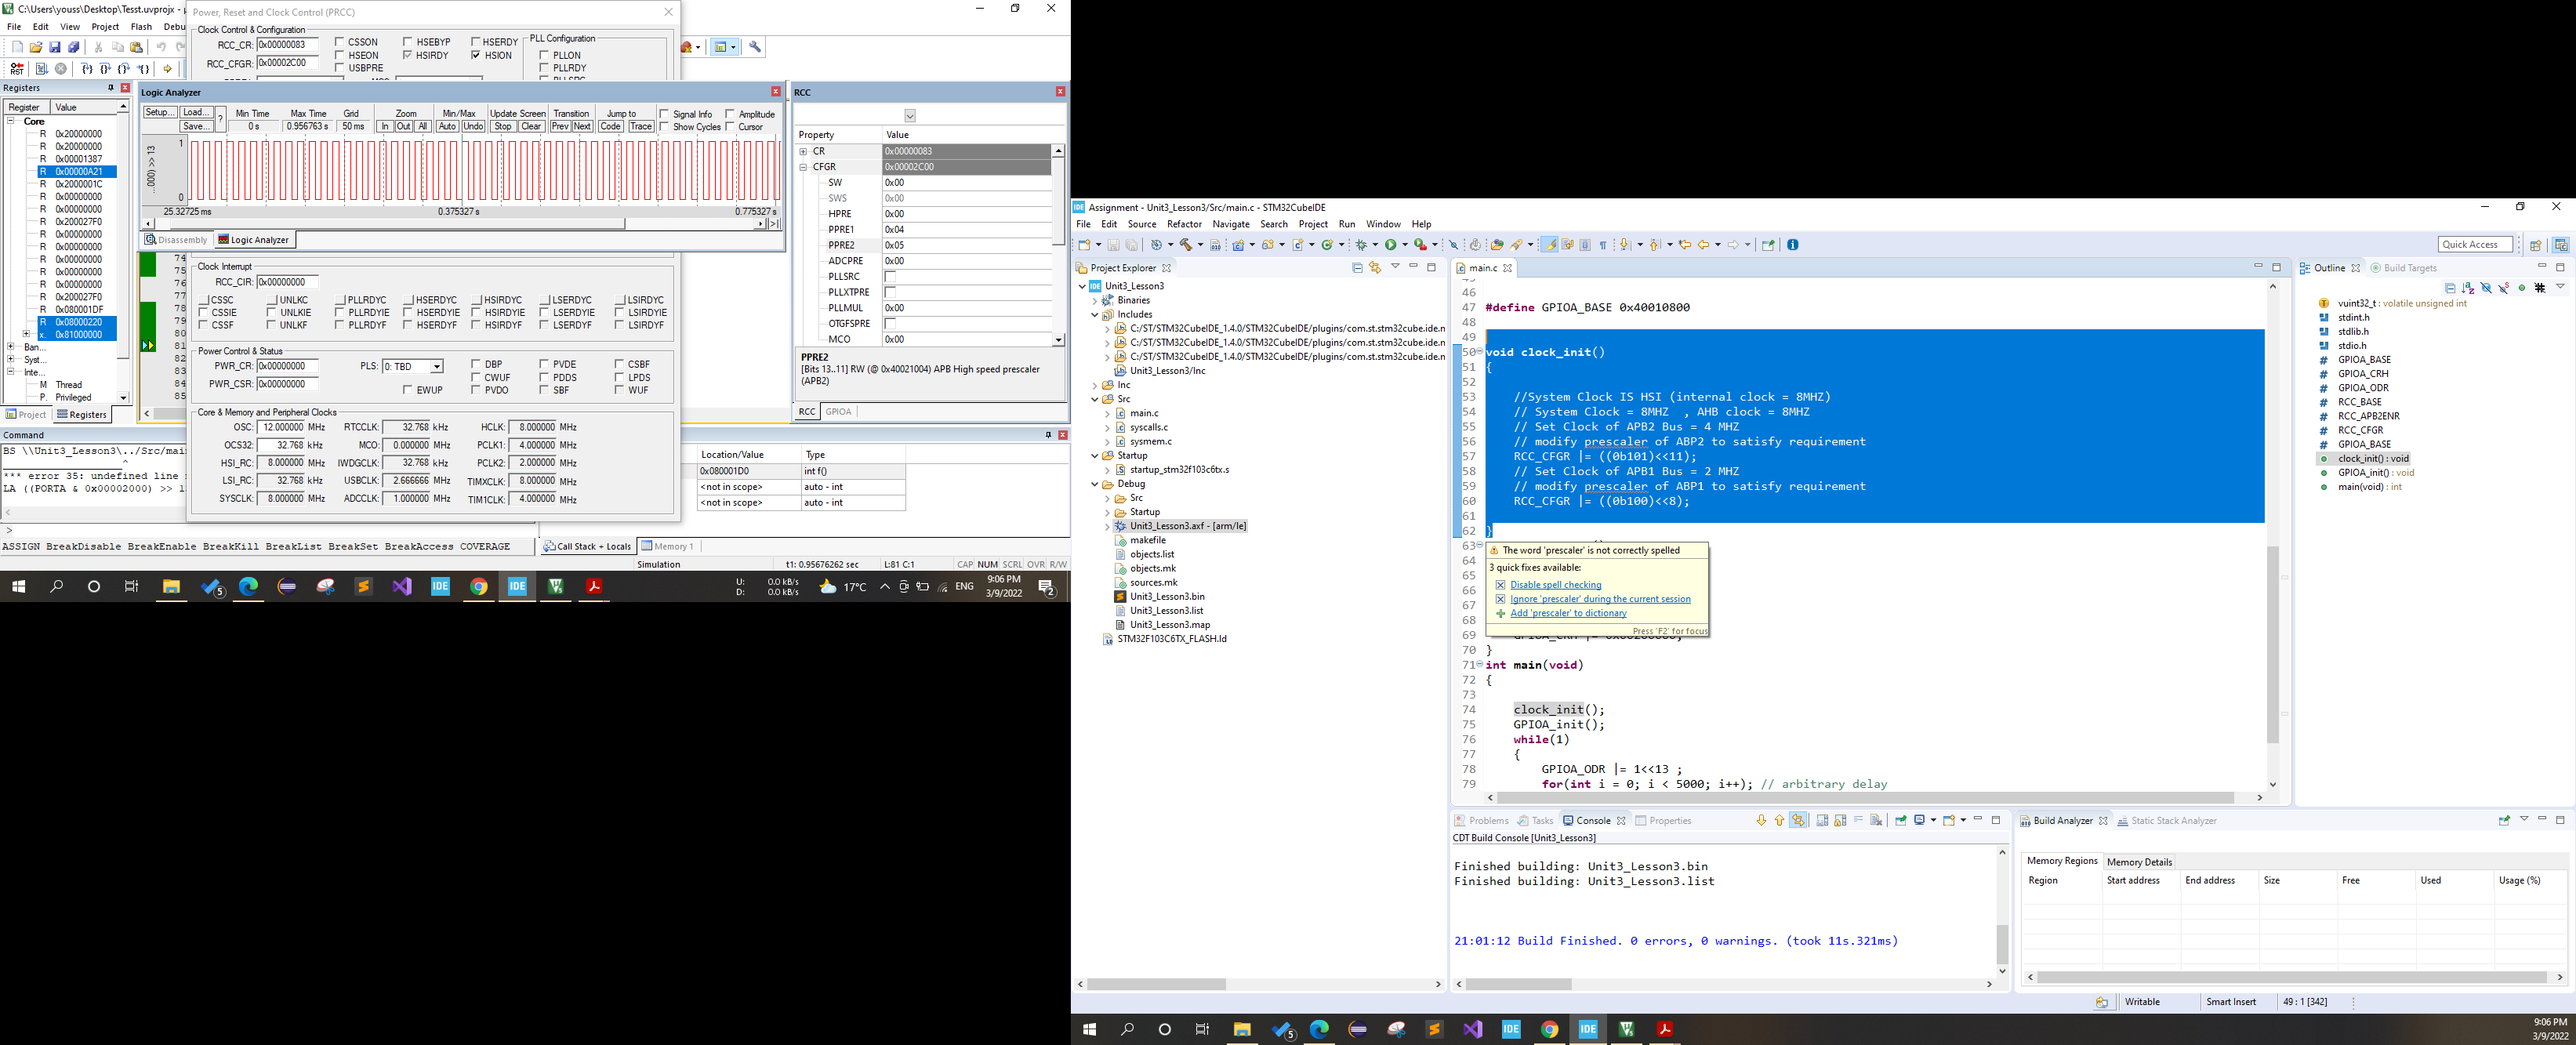 C:\Users\youss\Desktop\Tesst.uvprojx - µ
File Edit View Project Flash Debu
Registers
Register Value
Core
R 0x20000000
R 0x20000000
R 0x00001387
R 0x00000A21
R 0x2000001C
R 0x00000000
R 0x00000000
R 0x200027F0
R 0x00000000
R 0x00000000
R 0x00000000
R 0x00000000
R 0x00000000
R 0x200027F0
R 0x080001DF
R 0x08000220
x. 0x81000000
Ban...
Syst...
Inte...
M Thread
P. Privileged
Project Registers
Power, Reset and Clock Control (PRCC)
Clock Control & Configuration
RCC_CR: 0x00000083 CSSON HSEBYP HSERDY
HSEON HSIRDY HSION
RCC_CFGR: 0x00002C00 USBPRE
PLL Configuration
PLLON
PLLRDY
Logic Analyzer
Setup... Load... Save... ?
Min Time Max Time Grid Zoom Min/Max Update Screen Transition Jump to Signal Info Amplitude
0 s 0.956763 s 50 ms In Out All Auto Undo Stop Clear Prev Next Code Trace Show Cycles Cursor
...000) >> 13
1
0
25.32725 ms 0.375327 s 0.775327 s
Disassembly Logic Analyzer
74
75
76
77
78
79
80
81
82
83
84
85
Clock Interrupt
RCC_CIR: 0x00000000
CSSC UNLKC PLLRDYC HSERDYC HSIRDYC LSERDYC LSIRDYC
CSSIE UNLKIE PLLRDYIE HSERDYIE HSIRDYIE LSERDYIE LSIRDYIE
CSSF UNLKF PLLRDYF HSERDYF HSIRDYF LSERDYF LSIRDYF
Power Control & Status
PWR_CR: 0x00000000 PLS: 0: TBD DBP PVDE CSBF
CWUF PDDS LPDS
PWR_CSR: 0x00000000 EWUP PVDO SBF WUF
Core & Memory and Peripheral Clocks
OSC: 12.000000 MHz RTCCLK: 32.768 kHz HCLK: 8.000000 MHz
OCS32: 32.768 kHz MCO: 0.000000 MHz PCLK1: 4.000000 MHz
HSI_RC: 8.000000 MHz IWDGCLK: 32.768 kHz PCLK2: 2.000000 MHz
LSI_RC: 32.768 kHz USBCLK: 2.666666 MHz TIMXCLK: 8.000000 MHz
SYSCLK: 8.000000 MHz ADCCLK: 1.000000 MHz TIM1CLK: 4.000000 MHz
RCC
Property Value
CR 0x00000083
CFGR 0x00002C00
SW 0x00
SWS 0x00
HPRE 0x00
PPRE1 0x04
PPRE2 0x05
ADCPRE 0x00
PLLSRC
PLLXTPRE
PLLMUL 0x00
OTGFSPRE
MCO 0x00
PPRE2
[Bits 13..11] RW (@ 0x40021004) APB High speed prescaler
(APB2)
RCC GPIOA
Command
BS \\Unit3_Lesson3\../Src/mai
*** error 35: undefined line
LA ((PORTA & 0x00002000) >> 1
>
ASSIGN BreakDisable BreakEnable BreakKill BreakList BreakSet BreakAccess COVERAGE
Location/Value Type
0x080001D0 int f()
<not in scope> auto - int
<not in scope> auto - int
Call Stack + Locals Memory 1
Simulation t1: 0.95676262 sec L:81 C:1 CAP NUM SCRL OVR R/W
5 U: 0.0 kB/s
D: 0.0 kB/s
17°C ENG 9:06 PM
3/9/2022 2
Assignment - Unit3_Lesson3/Src/main.c - STM32CubeIDE
File Edit Source Refactor Navigate Search Project Run Window Help
Quick Access
Project Explorer
Unit3_Lesson3
Binaries
Includes
C:/ST/STM32CubeIDE_1.4.0/STM32CubeIDE/plugins/com.st.stm32cube.ide.n
C:/ST/STM32CubeIDE_1.4.0/STM32CubeIDE/plugins/com.st.stm32cube.ide.n
C:/ST/STM32CubeIDE_1.4.0/STM32CubeIDE/plugins/com.st.stm32cube.ide.n
Unit3_Lesson3/Inc
Inc
Src
main.c
syscalls.c
sysmem.c
Startup
startup_stm32f103c6tx.s
Debug
Src
Startup
Unit3_Lesson3.axf - [arm/le]
makefile
objects.list
objects.mk
sources.mk
Unit3_Lesson3.bin
Unit3_Lesson3.list
Unit3_Lesson3.map
STM32F103C6TX_FLASH.ld
main.c
46
47 #define GPIOA_BASE 0x40010800
48
49
50 void clock_init()
51 {
52
53 //System Clock IS HSI (internal clock = 8MHZ)
54 // System Clock = 8MHZ , AHB clock = 8MHZ
55 // Set Clock of APB2 Bus = 4 MHZ
56 // modify prescaler of ABP2 to satisfy requirement
57 RCC_CFGR |= ((0b101)<<11);
58 // Set Clock of APB1 Bus = 2 MHZ
59 // modify prescaler of ABP1 to satisfy requirement
60 RCC_CFGR |= ((0b100)<<8);
61
62 }
63
64
65
66
67
68
69
The word 'prescaler' is not correctly spelled
3 quick fixes available:
Disable spell checking
Ignore 'prescaler' during the current session
Add 'prescaler' to dictionary
Press 'F2' for focus
70 }
71 int main(void)
72 {
73
74 clock_init();
75 GPIOA_init();
76 while(1)
77 {
78 GPIOA_ODR |= 1<<13 ;
79 for(int i = 0; i < 5000; i++); // arbitrary delay
Outline Build Targets
vuint32_t : volatile unsigned int
stdint.h
stdlib.h
stdio.h
GPIOA_BASE
GPIOA_CRH
GPIOA_ODR
RCC_BASE
RCC_APB2ENR
RCC_CFGR
GPIOA_BASE
clock_init() : void
GPIOA_init() : void
main(void) : int
Problems Tasks Console Properties
CDT Build Console [Unit3_Lesson3]
Finished building: Unit3_Lesson3.bin
Finished building: Unit3_Lesson3.list
21:01:12 Build Finished. 0 errors, 0 warnings. (took 11s.321ms)
Build Analyzer Static Stack Analyzer
Memory Regions Memory Details
Region Start address End address Size Free Used Usage (%)
Writable Smart Insert 49 : 1 [342]
5 9:06 PM
3/9/2022